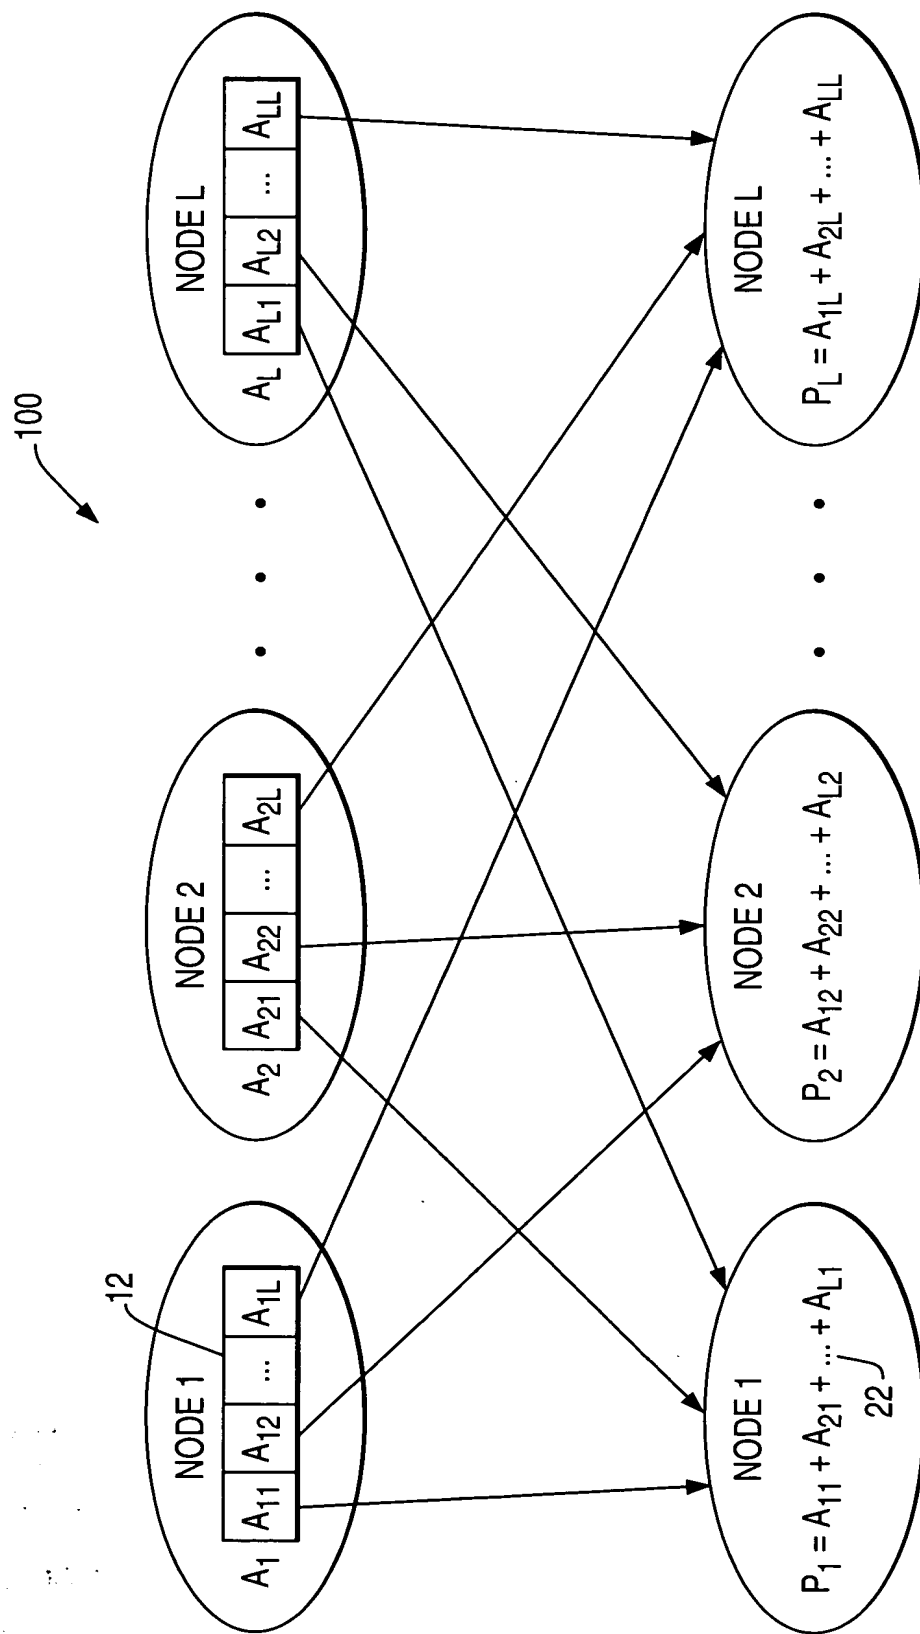 100
NODE 1
12
A₁ A₁₁ A₁₂ ... A₁L
NODE 2
A₂ A₂₁ A₂₂ ... A₂L
. . .
NODE L
AL AL1 AL2 ... ALL
NODE 1
P₁ = A₁₁ + A₂₁ + ... + AL1
22
NODE 2
P₂ = A₁₂ + A₂₂ + ... + AL2
. . .
NODE L
PL = A1L + A2L + ... + ALL